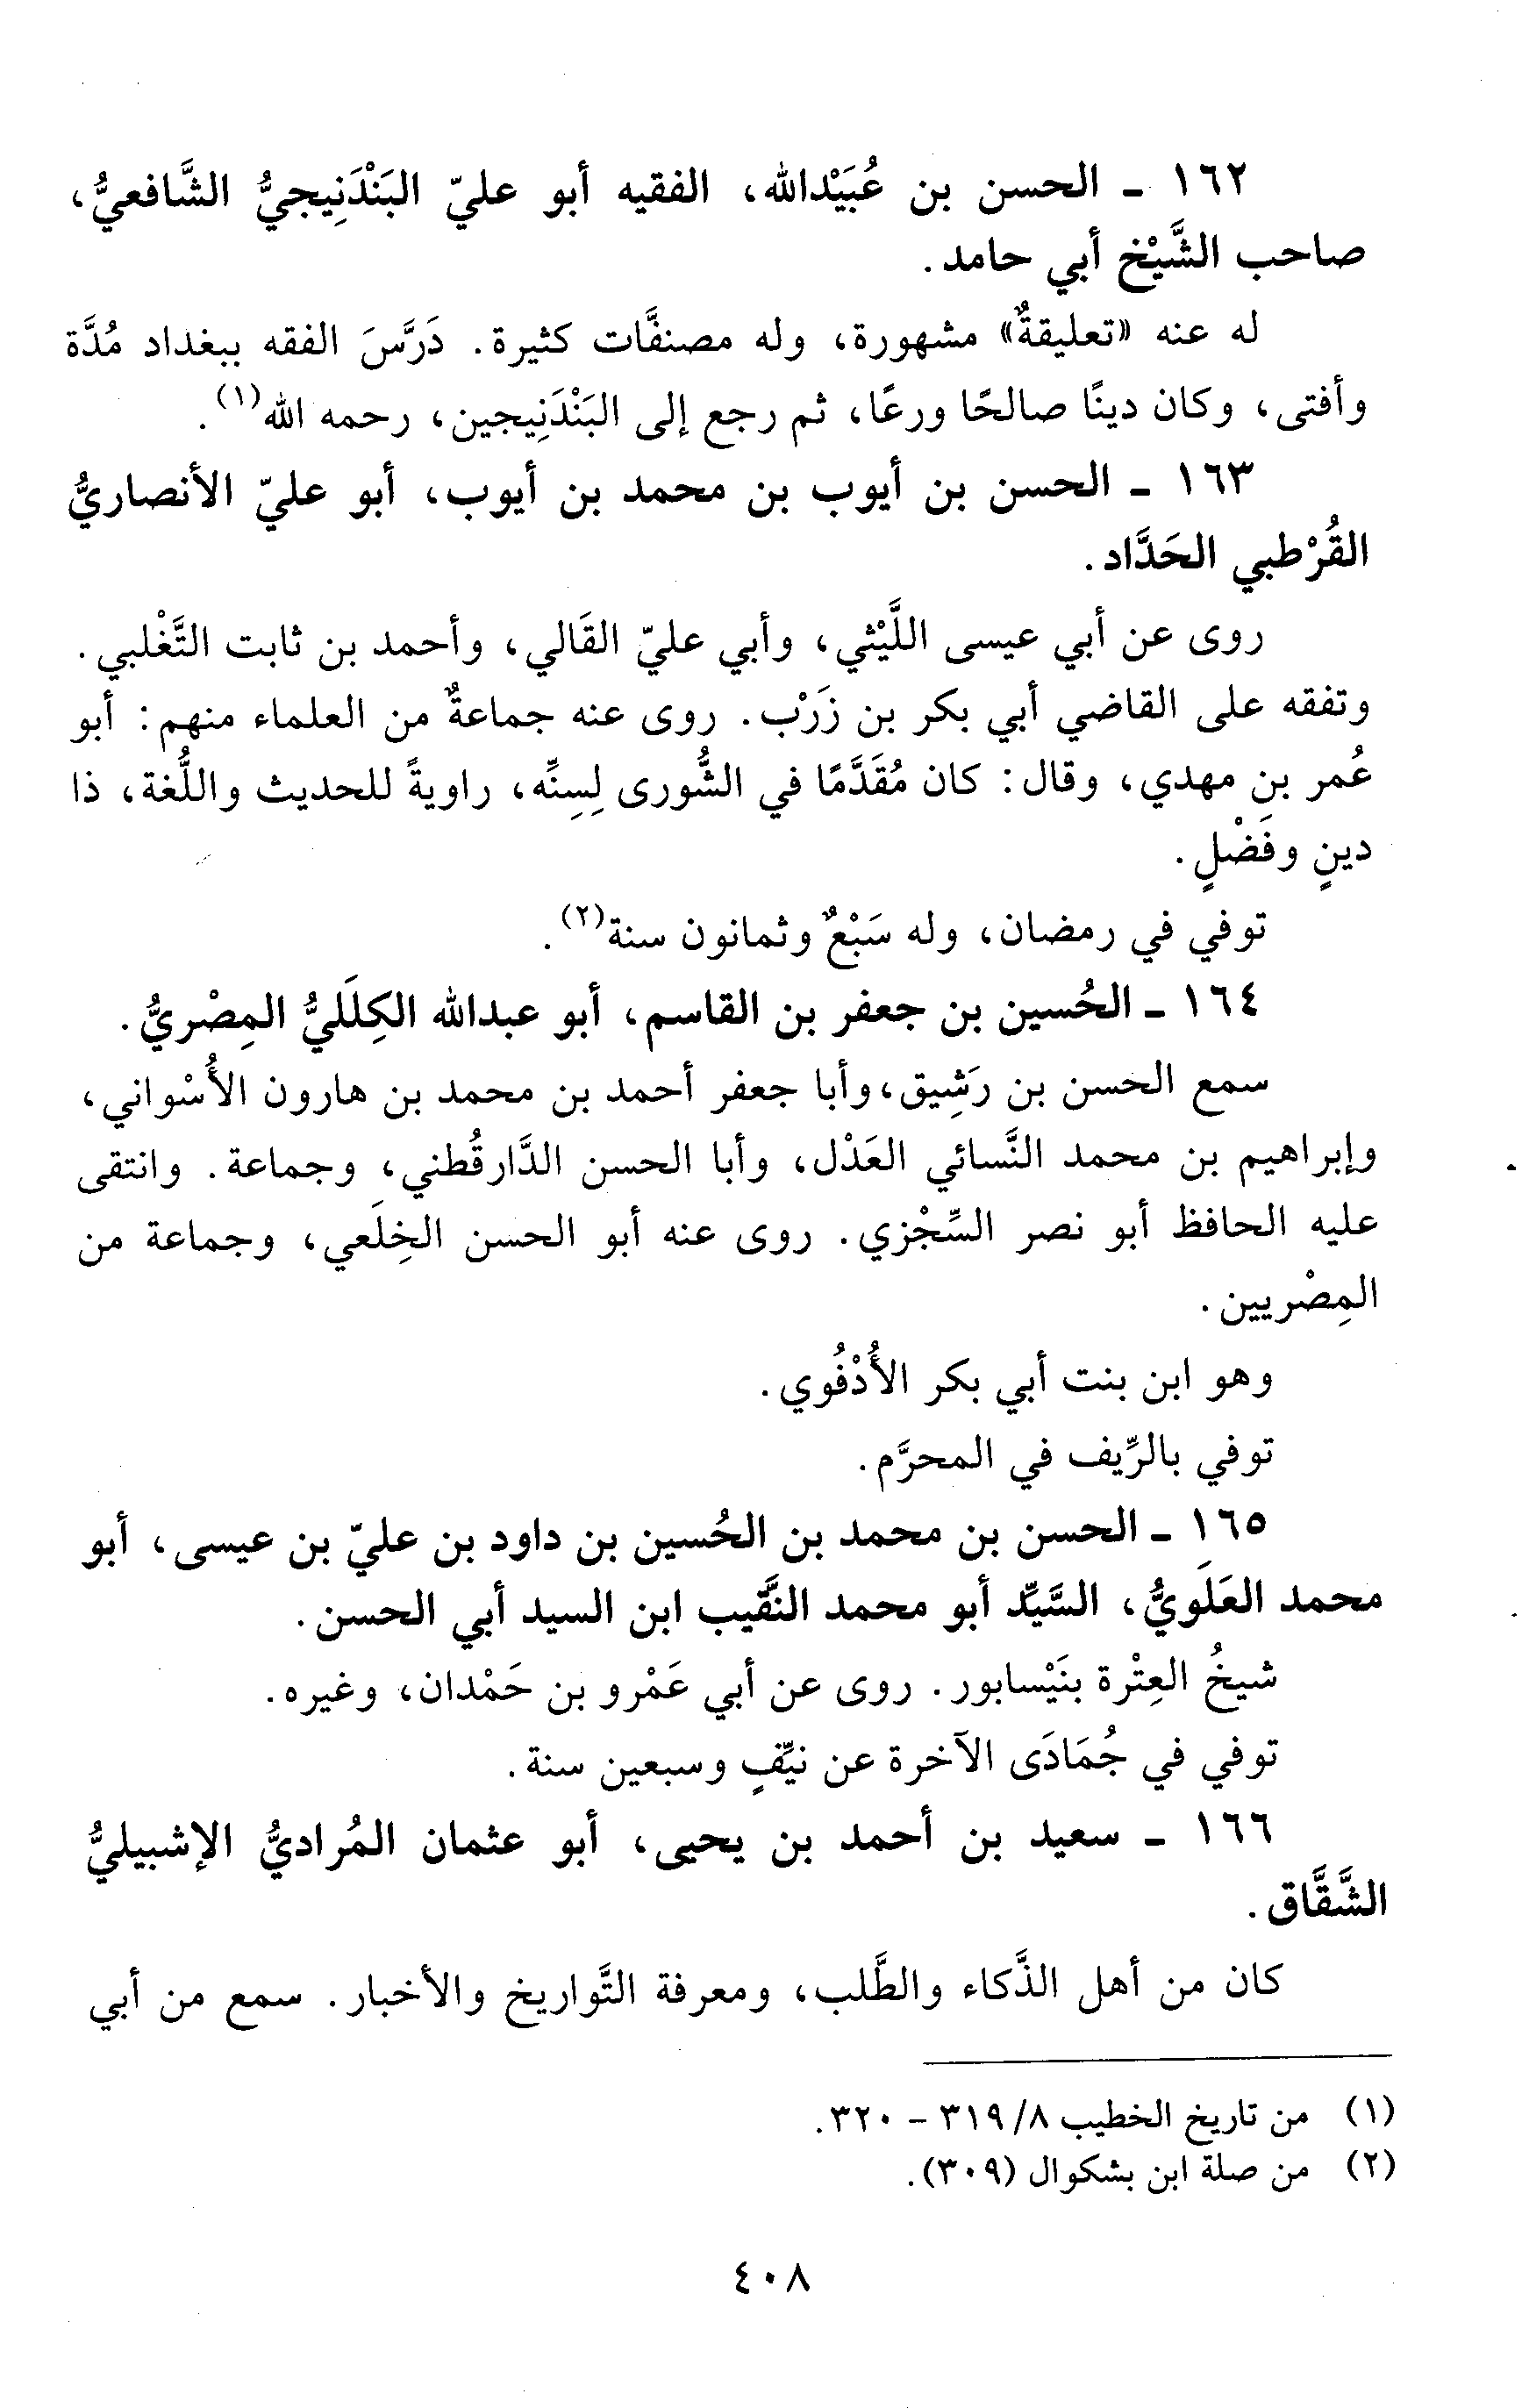 ١٦٢ ـ الحسن بن عُبَيْدالله، الفقيه أبو عليّ البَنْدَنِيجيُّ الشَّافعيُّ،
صاحب الشَّيْخ أبي حامد.
له عنه «تعليقةٌ» مشهورة، وله مصنفَّات كثيرة. دَرَّسَ الفقه ببغداد مُدَّة
وأفتى، وكان دينًا صالحًا ورعًا، ثم رجع إلى البَنْدَنِيجين، رحمه الله(١).
١٦٣ ـ الحسن بن أيوب بن محمد بن أيوب، أبو عليّ الأنصاريُّ
القُرْطبي الحَدَّاد.
روى عن أبي عيسى اللَّيْثي، وأبي عليّ القَالي، وأحمد بن ثابت التَّغْلبي.
وتفقه على القاضي أبي بكر بن زَرْب. روى عنه جماعةٌ من العلماء منهم: أبو
عُمر بن مهدي، وقال: كان مُقَدَّمًا في الشُّورى لِسِنِّه، راويةً للحديث واللُّغة، ذا
دينٍ وفَضْلٍ.
توفي في رمضان، وله سَبْعٌ وثمانون سنة(٢).
١٦٤ ـ الحُسين بن جعفر بن القاسم، أبو عبدالله الكِلَليُّ المِصْريُّ.
سمع الحسن بن رَشِيق، وأبا جعفر أحمد بن محمد بن هارون الأُسْواني،
وإبراهيم بن محمد النَّسائي العَدْل، وأبا الحسن الدَّارقُطني، وجماعة. وانتقى
عليه الحافظ أبو نصر السِّجْزي. روى عنه أبو الحسن الخِلَعي، وجماعة من
المِصْريين.
وهو ابن بنت أبي بكر الأُدْفُوي.
توفي بالرِّيف في المحرَّم.
١٦٥ ـ الحسن بن محمد بن الحُسين بن داود بن عليّ بن عيسى، أبو
محمد العَلَويُّ، السَّيِّد أبو محمد النَّقيب ابن السيد أبي الحسن.
شيخُ العِتْرة بنَيْسابور. روى عن أبي عَمْرو بن حَمْدان، وغيره.
توفي في جُمَادَى الآخرة عن نيِّفٍ وسبعين سنة.
١٦٦ ـ سعيد بن أحمد بن يحيى، أبو عثمان المُراديُّ الإشبيليُّ
الشَّقَّاق.
كان من أهل الذَّكاء والطَّلب، ومعرفة التَّواريخ والأخبار. سمع من أبي
(١) من تاريخ الخطيب ٨/ ٣١٩ - ٣٢٠.
(٢) من صلة ابن بشكوال (٣٠٩).
٤٠٨